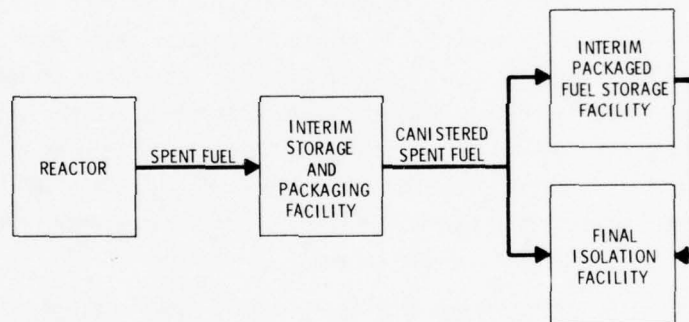 REACTOR
SPENT FUEL
INTERIM
STORAGE
AND
PACKAGING
FACILITY
CANISTERED
SPENT FUEL
INTERIM
PACKAGED
FUEL STORAGE
FACILITY
FINAL
ISOLATION
FACILITY